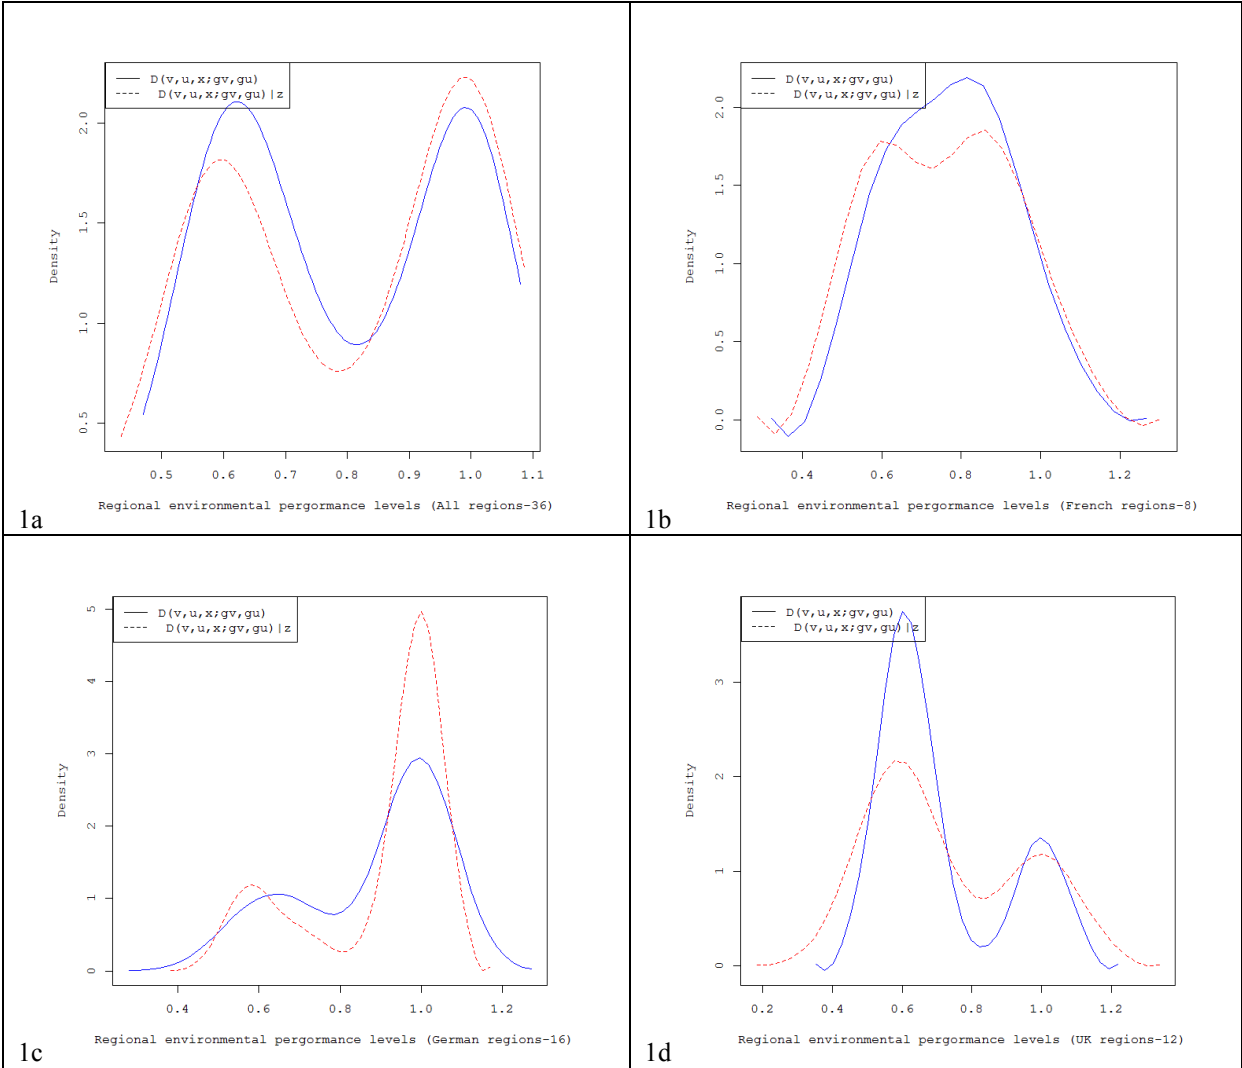 D(v,u,x;gv,gu)
D(v,u,x;gv,gu)|z
Density
2.0
1.5
1.0
0.5
0.5 0.6 0.7 0.8 0.9 1.0 1.1
Regional environmental pergormance levels (All regions-36)
1a
D(v,u,x;gv,gu)
D(v,u,x;gv,gu)|z
Density
2.0
1.5
1.0
0.5
0.0
0.4 0.6 0.8 1.0 1.2
Regional environmental pergormance levels (French regions-8)
1b
D(v,u,x;gv,gu)
D(v,u,x;gv,gu)|z
Density
5
4
3
2
1
0
0.4 0.6 0.8 1.0 1.2
Regional environmental pergormance levels (German regions-16)
1c
D(v,u,x;gv,gu)
D(v,u,x;gv,gu)|z
Density
3
2
1
0
0.2 0.4 0.6 0.8 1.0 1.2
Regional environmental pergormance levels (UK regions-12)
1d